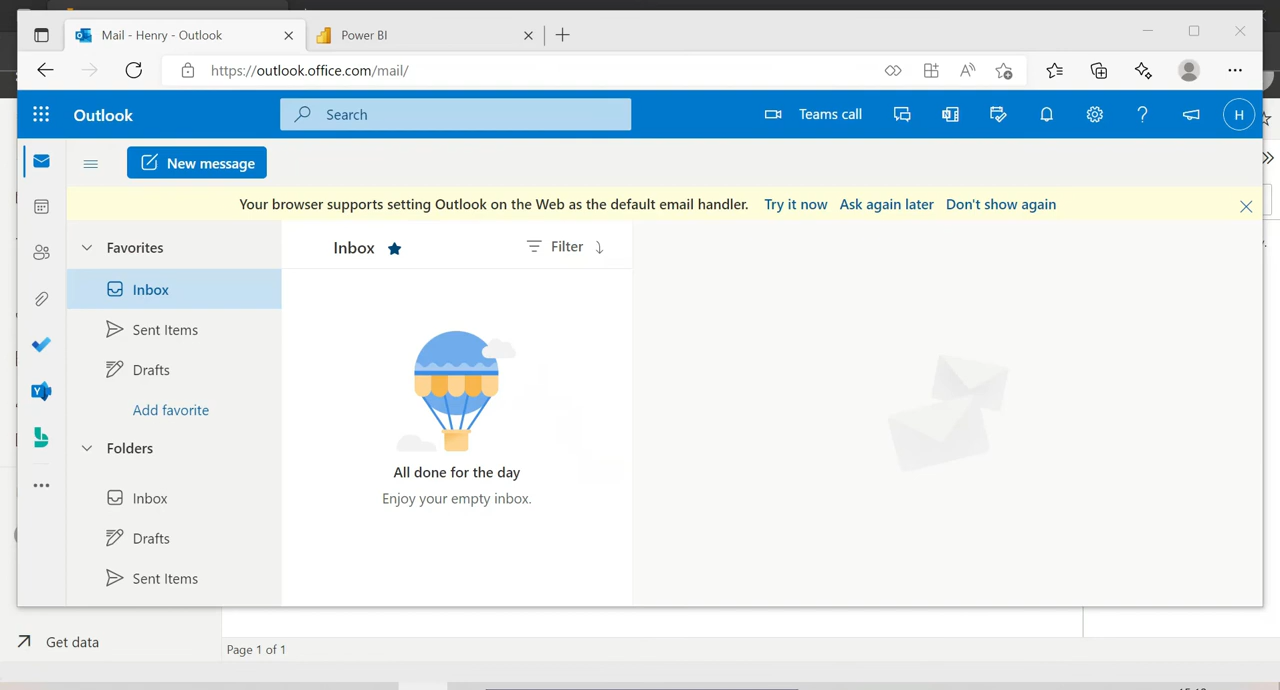 Mail - Henry - Outlook
Power BI
https://outlook.office.com/mail/
Outlook
Search
Teams call
H
New message
Your browser supports setting Outlook on the Web as the default email handler. Try it now Ask again later Don't show again
Favorites
Inbox
Sent Items
Drafts
Add favorite
Folders
Inbox
Drafts
Sent Items
Inbox
Filter
All done for the day
Enjoy your empty inbox.
Get data
Page 1 of 1